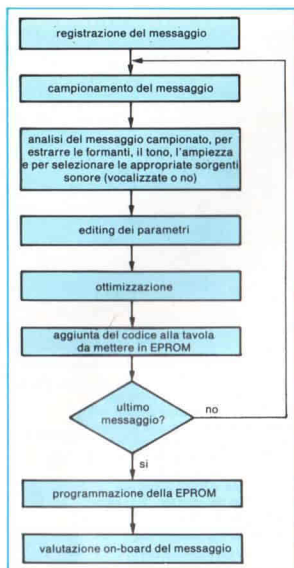 registrazione del messaggio
campionamento del messaggio
analisi del messaggio campionato, per
estrarre le formanti, il tono, l'ampiezza
e per selezionare le appropriate sorgenti
sonore (vocalizzate o no)
editing dei parametri
ottimizzazione
aggiunta del codice alla tavola
da mettere in EPROM
ultimo
messaggio?
no
si
programmazione della EPROM
valutazione on-board del messaggio